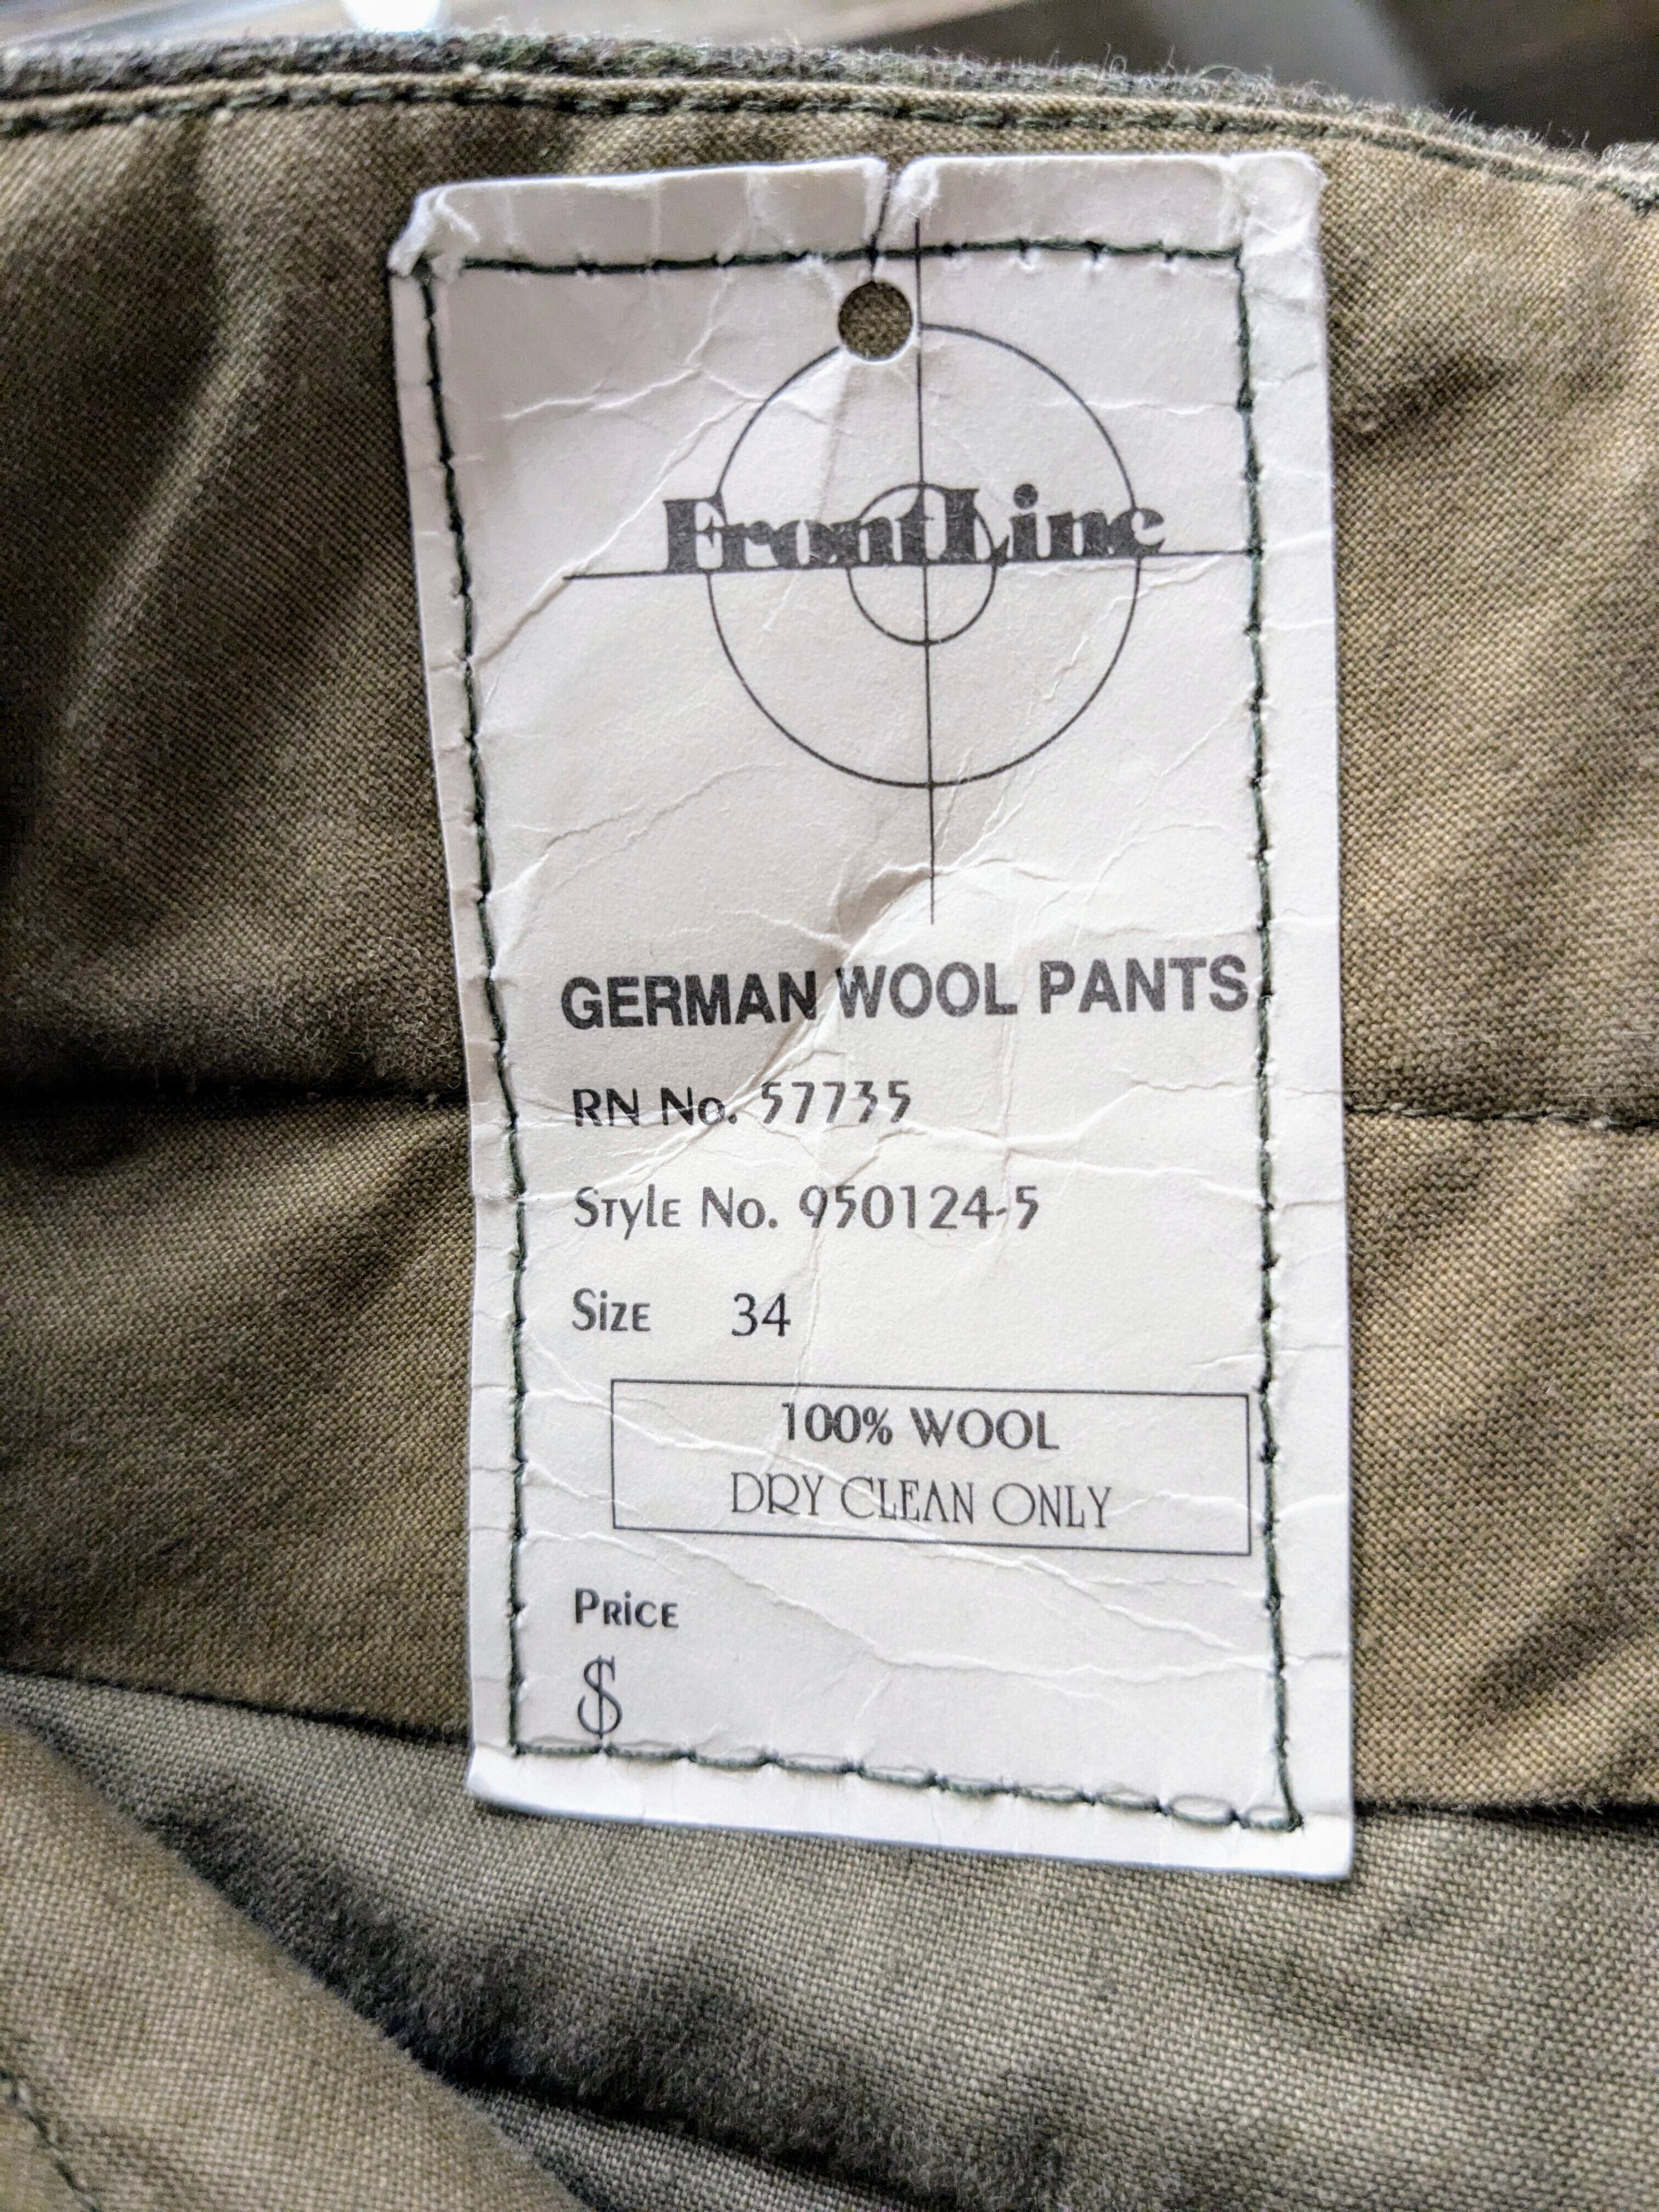 FrontLine
GERMAN WOOL PANTS
RN No. 57735
Style No. 950124-5
Size 34
100% WOOL
DRY CLEAN ONLY
Price
$